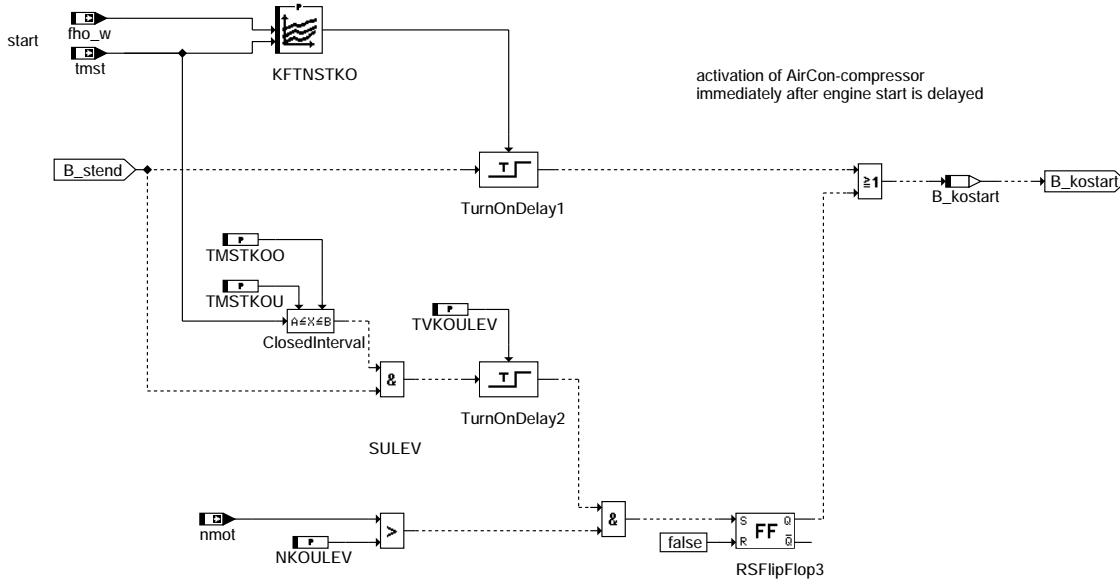 P
start
fho_w
tmst
KFTNSTKO
activation of AirCon-compressor
immediately after engine start is delayed
B_stend
T
TurnOnDelay1
≥1
B_kostart
B_kostart
P
TMSTKOO
P
TMSTKOU
A≤X≤B
ClosedInterval
P
TVKOULEV
&
T
TurnOnDelay2
SULEV
nmot
P
NKOULEV
>
&
false
S Q
FF
R Q̅
RSFlipFlop3